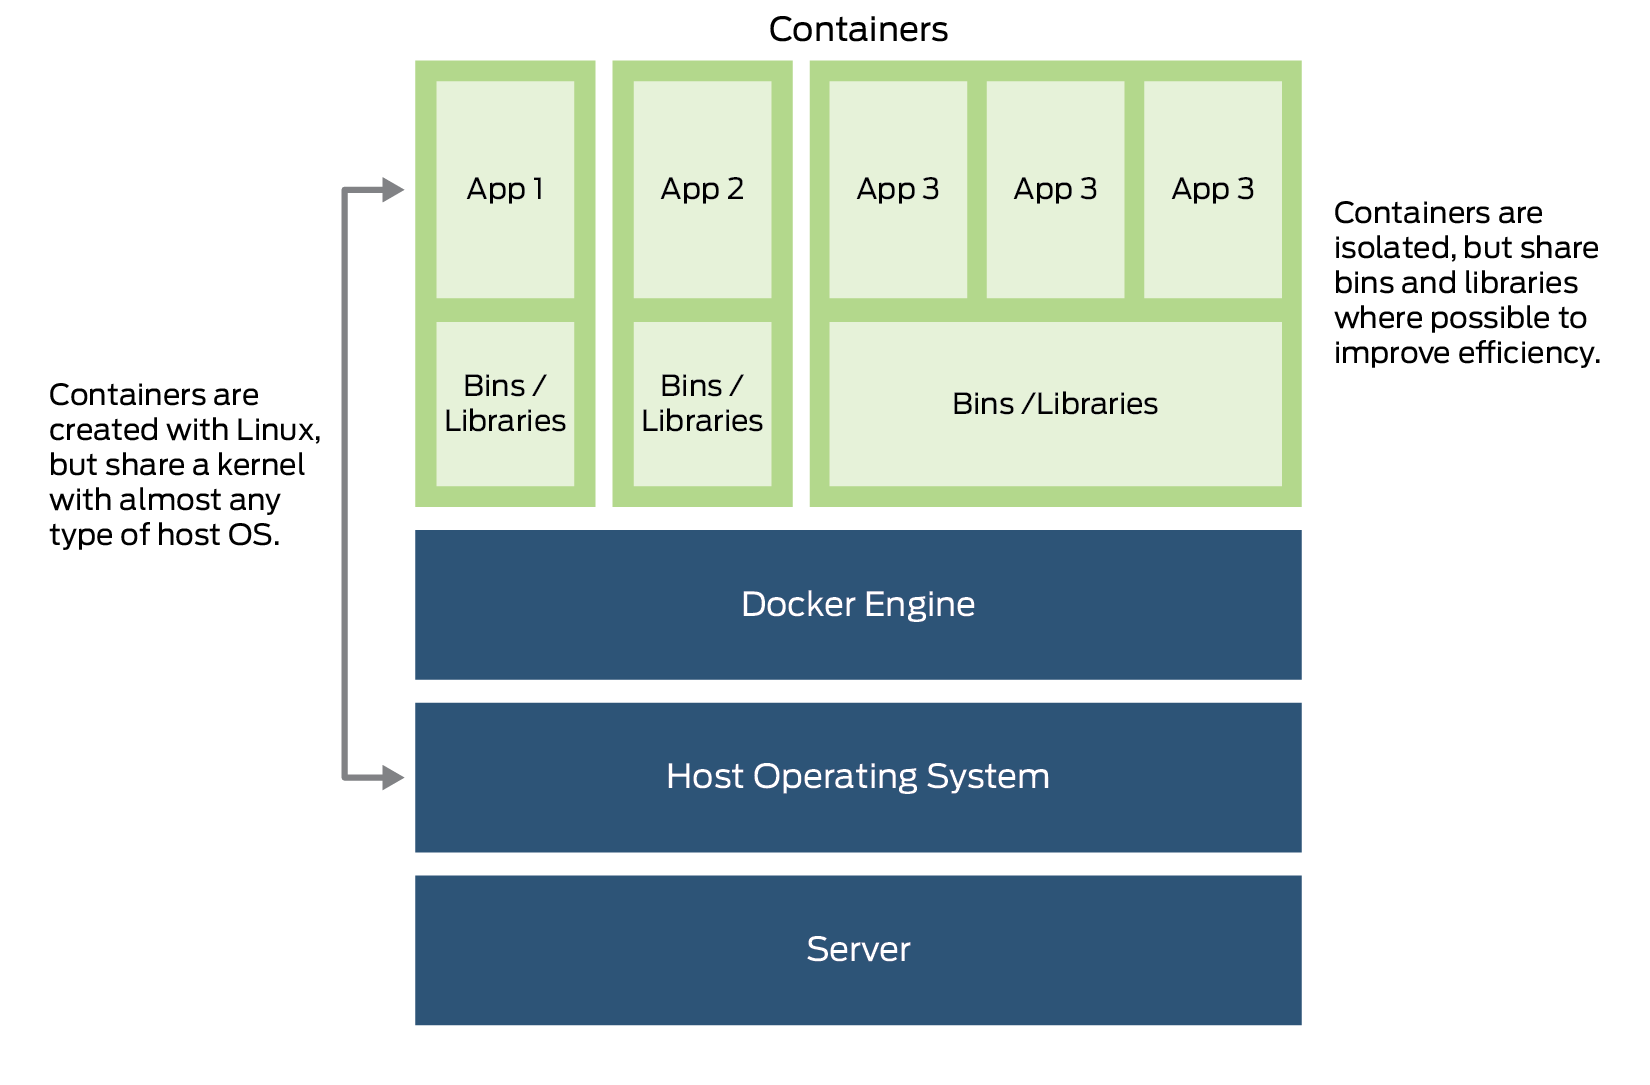 Containers
App 1
App 2
App 3
App 3
App 3
Bins /
Libraries
Bins /
Libraries
Bins /Libraries
Containers are
isolated, but share
bins and libraries
where possible to
improve efficiency.
Containers are
created with Linux,
but share a kernel
with almost any
type of host OS.
Docker Engine
Host Operating System
Server